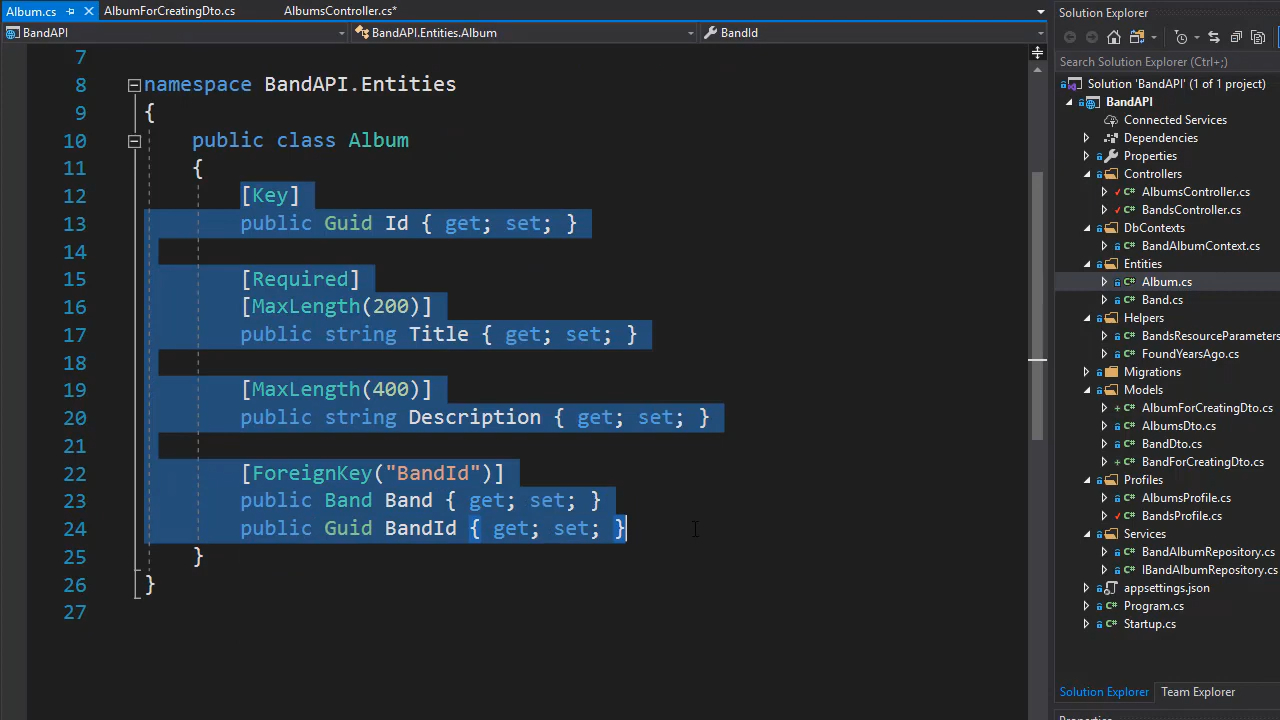 Album.cs
AlbumForCreatingDto.cs
AlbumsController.cs*
BandAPI
BandAPI.Entities.Album
BandId
7
8 namespace BandAPI.Entities
9 {
10 public class Album
11 {
12 [Key]
13 public Guid Id { get; set; }
14
15 [Required]
16 [MaxLength(200)]
17 public string Title { get; set; }
18
19 [MaxLength(400)]
20 public string Description { get; set; }
21
22 [ForeignKey("BandId")]
23 public Band Band { get; set; }
24 public Guid BandId { get; set; }
25 }
26 }
27
Solution Explorer
Search Solution Explorer (Ctrl+;)
Solution 'BandAPI' (1 of 1 project)
BandAPI
Connected Services
Dependencies
Properties
Controllers
AlbumsController.cs
BandsController.cs
DbContexts
BandAlbumContext.cs
Entities
Album.cs
Band.cs
Helpers
BandsResourceParameters
FoundYearsAgo.cs
Migrations
Models
AlbumForCreatingDto.cs
AlbumsDto.cs
BandDto.cs
BandForCreatingDto.cs
Profiles
AlbumsProfile.cs
BandsProfile.cs
Services
BandAlbumRepository.cs
IBandAlbumRepository.cs
appsettings.json
Program.cs
Startup.cs
Solution Explorer
Team Explorer
Properties